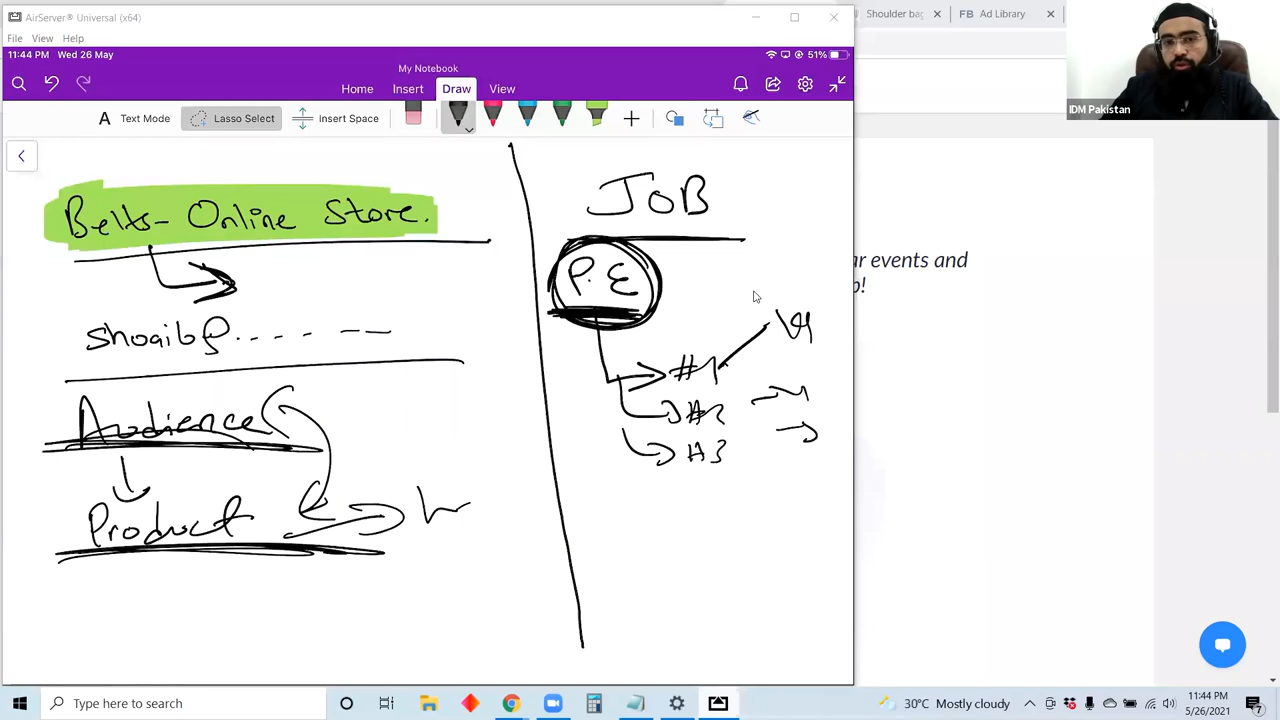 AirServer® Universal (x64)
File View Help
Shoulder bag
FB Ad Library
11:44 PM Wed 26 May
51%
My Notebook
Home Insert Draw View
A Text Mode Lasso Select Insert Space
IDM Pakistan
Belts- Online Store.
Shoaib
Audience
Product
JOB
P.E
#1
#2
#3
ar events and
!
Type here to search
30°C Mostly cloudy
11:44 PM
5/26/2021
7